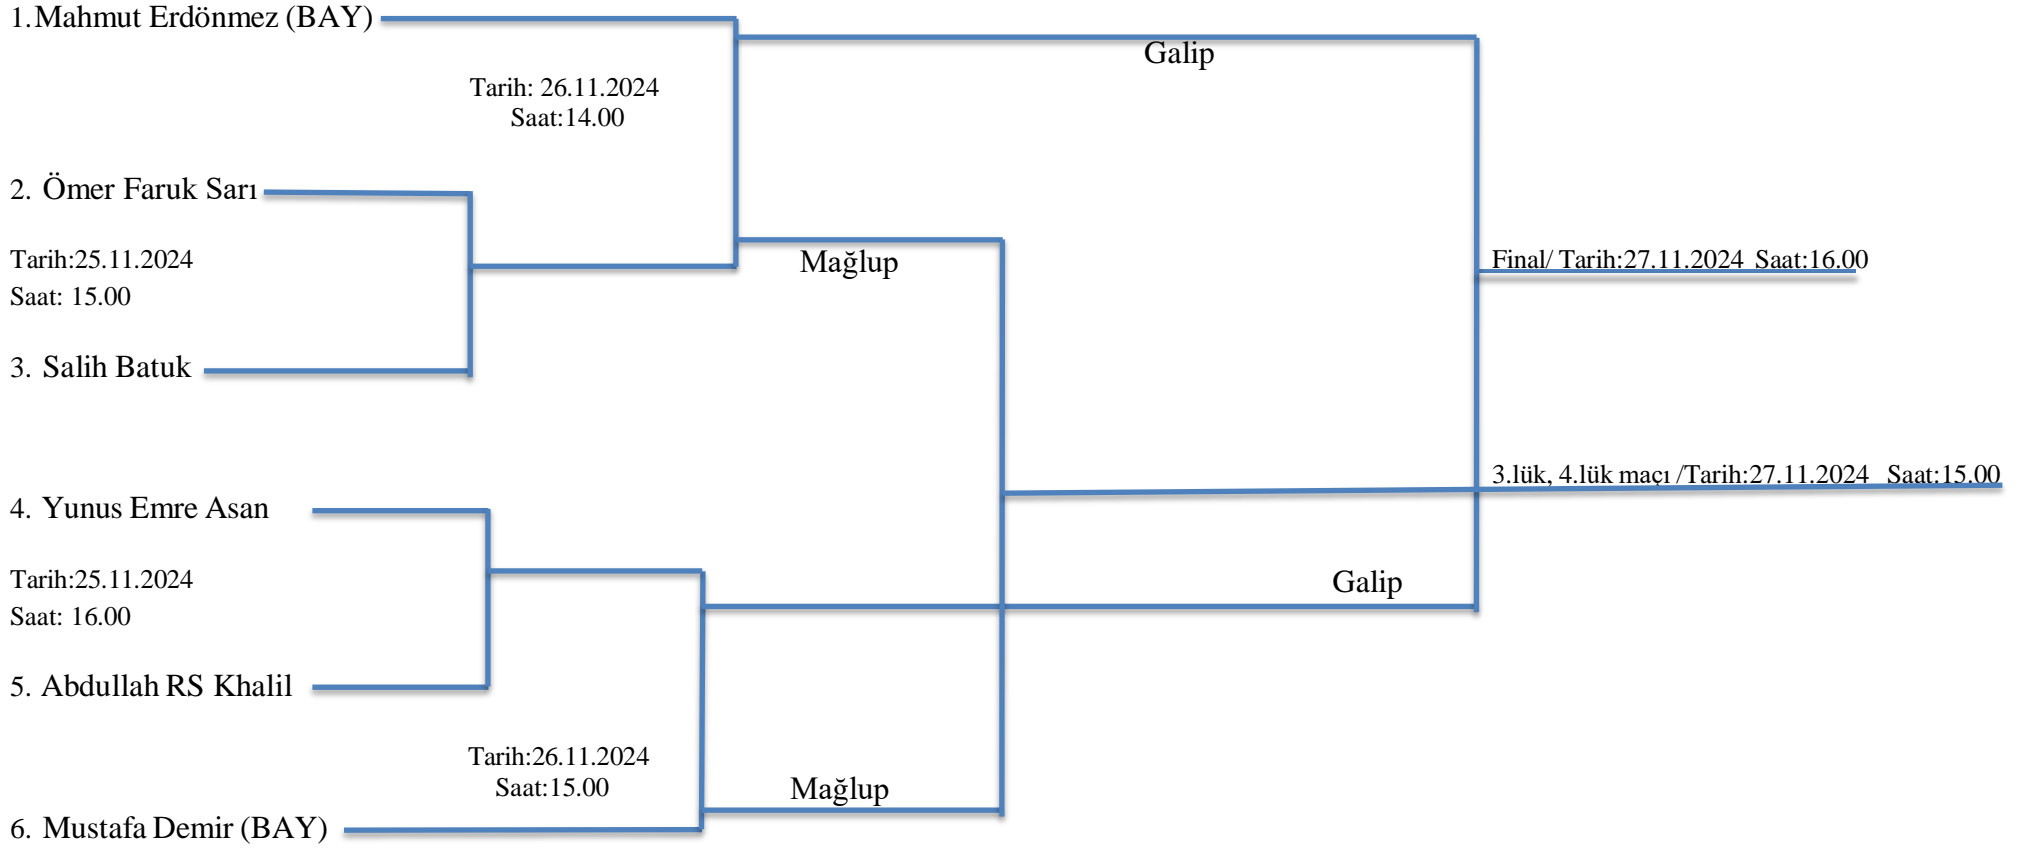 1. Mahmut Erdönmez (BAY)
Galip
Tarih: 26.11.2024
Saat:14.00
2. Ömer Faruk Sarı
Tarih:25.11.2024
Saat: 15.00
Mağlup
Final/ Tarih:27.11.2024 Saat:16.00
3. Salih Batuk
3.lük, 4.lük maçı /Tarih:27.11.2024 Saat:15.00
4. Yunus Emre Asan
Tarih:25.11.2024
Saat: 16.00
Galip
5. Abdullah RS Khalil
Tarih:26.11.2024
Saat:15.00
Mağlup
6. Mustafa Demir (BAY)